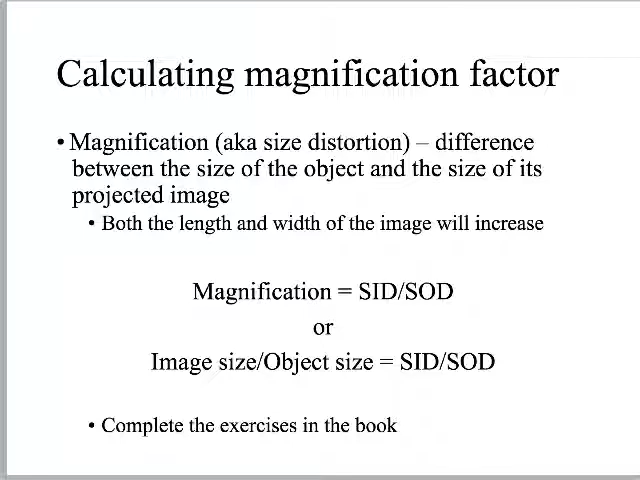 Calculating magnification factor
• Magnification (aka size distortion) – difference
between the size of the object and the size of its
projected image
• Both the length and width of the image will increase
Magnification = SID/SOD
or
Image size/Object size = SID/SOD
• Complete the exercises in the book